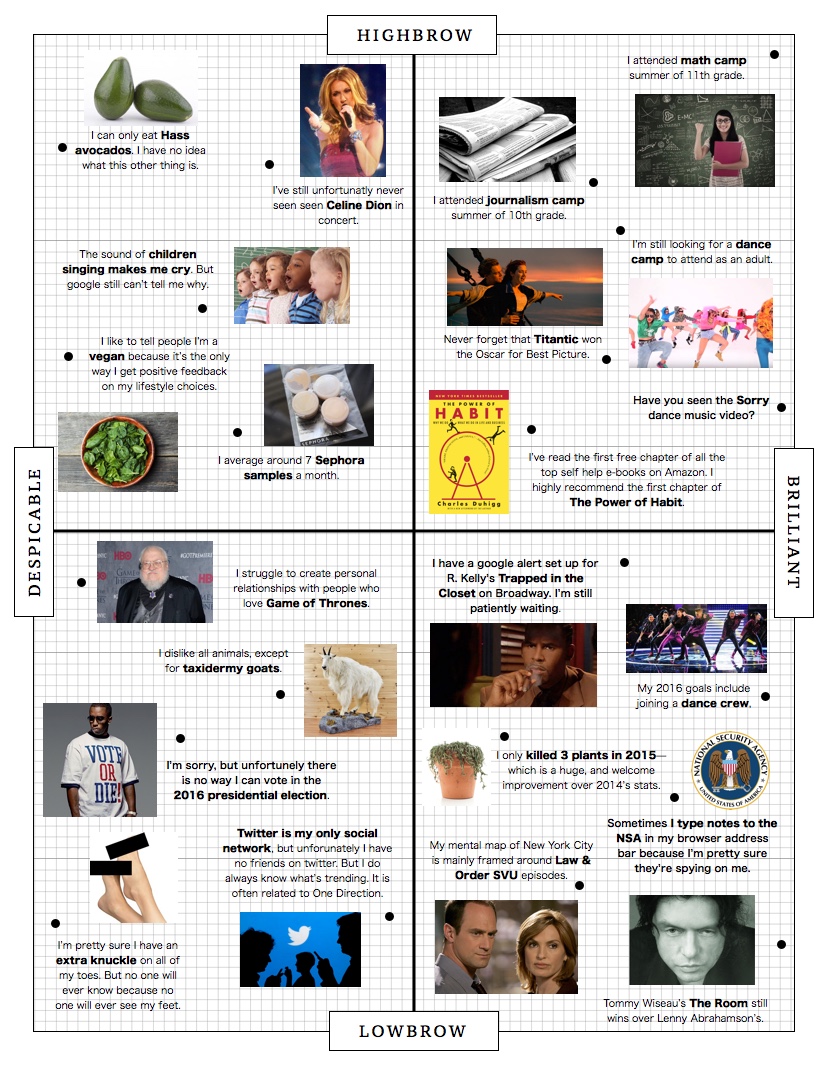 HIGHBROW
I can only eat Hass
avocados. I have no idea
what this other thing is.
I've still unfortunatly never
seen seen Celine Dion in
concert.
The sound of children
singing makes me cry. But
google still can't tell me why.
I like to tell people I'm a
vegan because it's the only
way I get positive feedback
on my lifestyle choices.
SEPHORA
I average around 7 Sephora
samples a month.
I attended math camp
summer of 11th grade.
I attended journalism camp
summer of 10th grade.
I'm still looking for a dance
camp to attend as an adult.
Never forget that Titantic won
the Oscar for Best Picture.
Have you seen the Sorry
dance music video?
NEW YORK TIMES BESTSELLER
THE POWER OF
HABIT
Charles Duhigg
I've read the first free chapter of all the
top self help e-books on Amazon. I
highly recommend the first chapter of
The Power of Habit.
DESPICABLE
BRILLIANT
HBO
I struggle to create personal
relationships with people who
love Game of Thrones.
I dislike all animals, except
for taxidermy goats.
VOTE
OR
DIE!
I'm sorry, but unfortunely there
is no way I can vote in the
2016 presidential election.
Twitter is my only social
network, but unforunately I have
no friends on twitter. But I do
always know what's trending. It is
often related to One Direction.
I'm pretty sure I have an
extra knuckle on all of
my toes. But no one will
ever know because no
one will ever see my feet.
I have a google alert set up for
R. Kelly's Trapped in the
Closet on Broadway. I'm still
patiently waiting.
My 2016 goals include
joining a dance crew.
I only killed 3 plants in 2015—
which is a huge, and welcome
improvement over 2014's stats.
NATIONAL SECURITY AGENCY
UNITED STATES OF AMERICA
Sometimes I type notes to the
NSA in my browser address
bar because I'm pretty sure
they're spying on me.
My mental map of New York City
is mainly framed around Law &
Order SVU episodes.
Tommy Wiseau's The Room still
wins over Lenny Abrahamson's.
LOWBROW